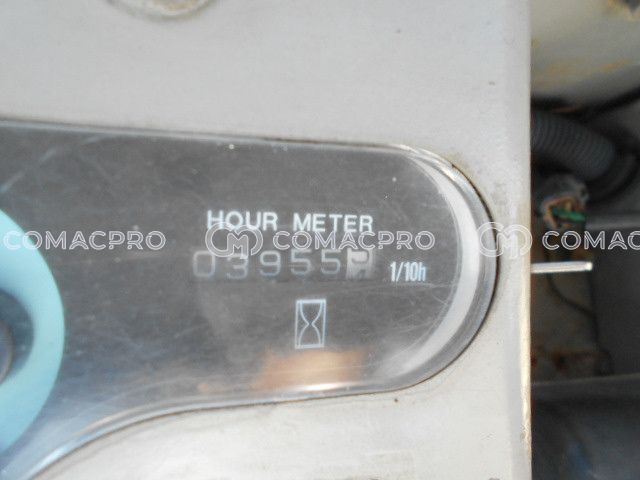 HOUR METER
COMACPRO COMACPRO COMACPRO
03955 1/10h